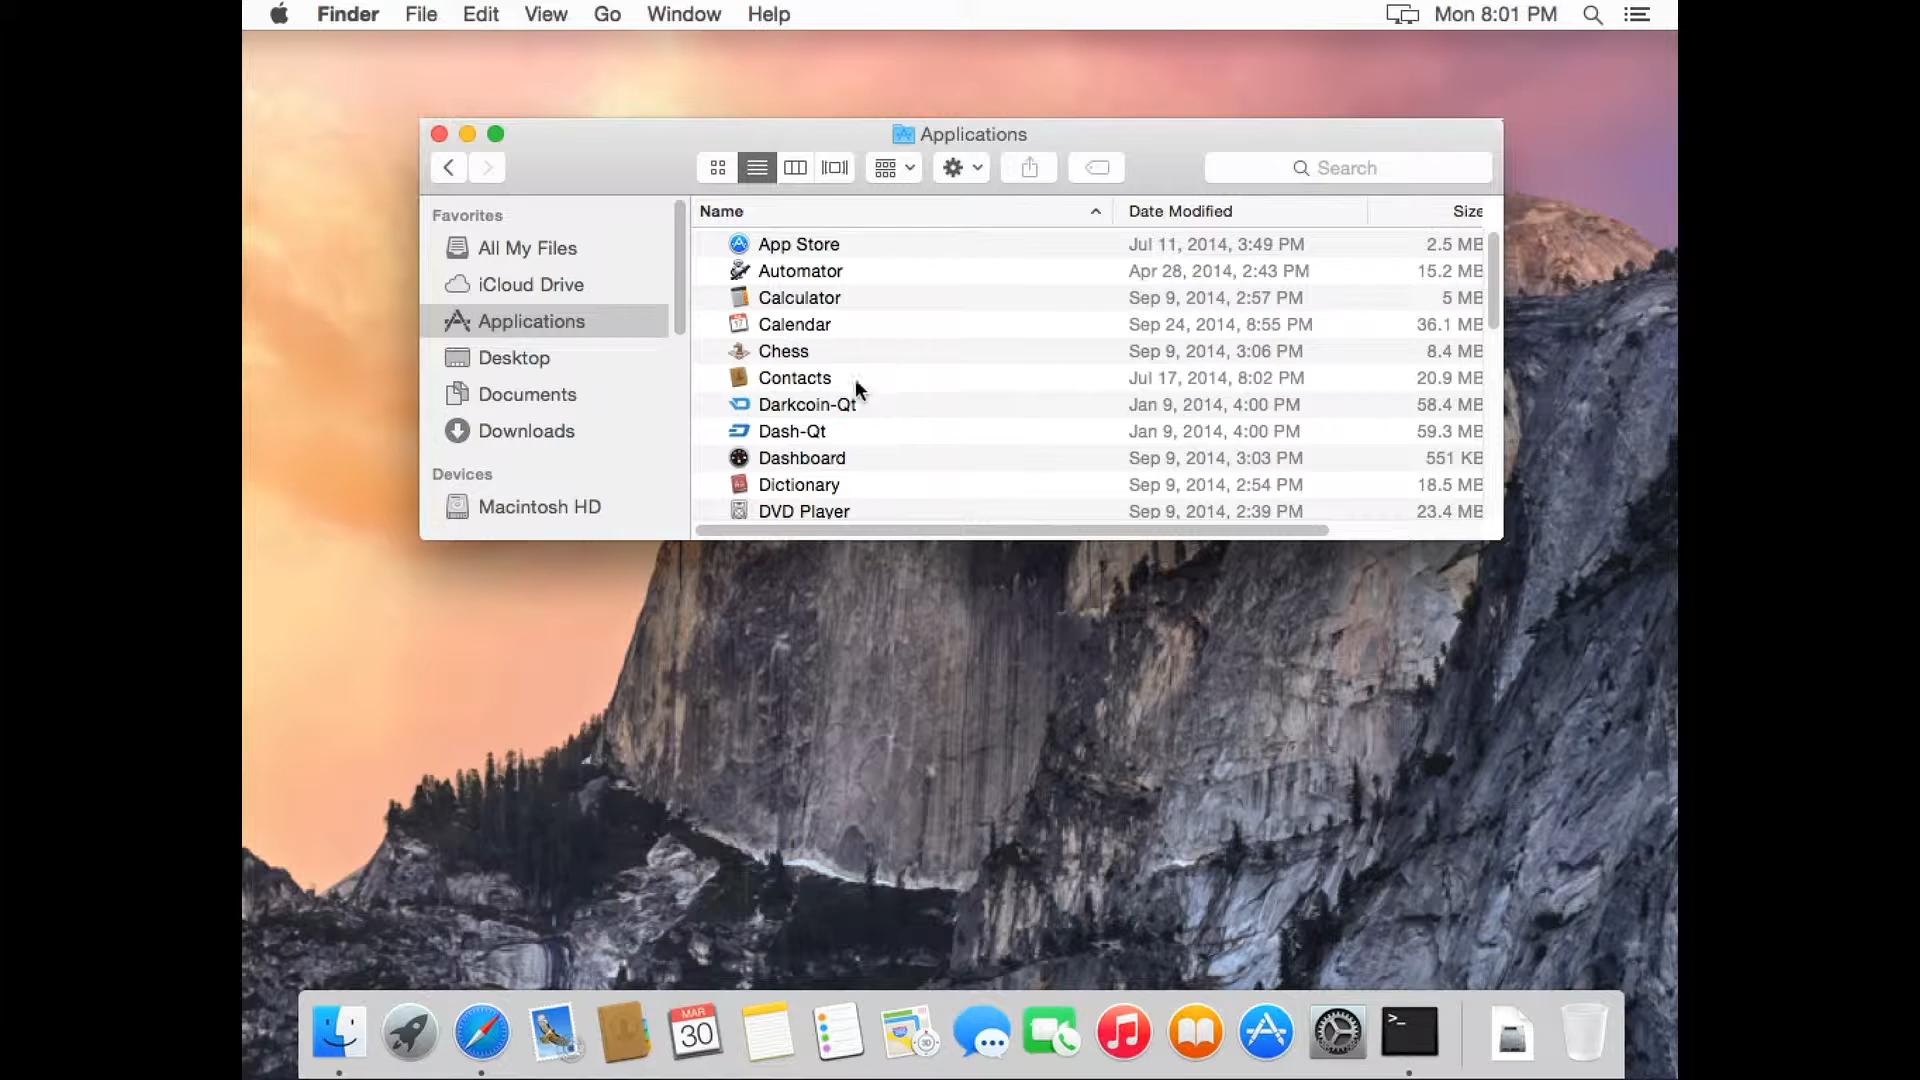 Finder File Edit View Go Window Help Mon 8:01 PM
Applications
Search
Favorites
All My Files
iCloud Drive
Applications
Desktop
Documents
Downloads
Devices
Macintosh HD
Name Date Modified Size
App Store Jul 11, 2014, 3:49 PM 2.5 MB
Automator Apr 28, 2014, 2:43 PM 15.2 MB
Calculator Sep 9, 2014, 2:57 PM 5 MB
Calendar Sep 24, 2014, 8:55 PM 36.1 MB
Chess Sep 9, 2014, 3:06 PM 8.4 MB
Contacts Jul 17, 2014, 8:02 PM 20.9 MB
Darkcoin-Qt Jan 9, 2014, 4:00 PM 58.4 MB
Dash-Qt Jan 9, 2014, 4:00 PM 59.3 MB
Dashboard Sep 9, 2014, 3:03 PM 551 KB
Dictionary Sep 9, 2014, 2:54 PM 18.5 MB
DVD Player Sep 9, 2014, 2:39 PM 23.4 MB
MAR
30
3D
>_